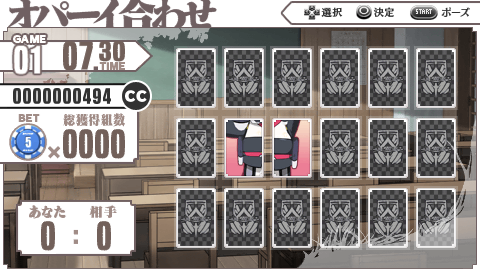 オパーイ合わせ
選択 決定 START ポーズ
GAME
01
07.30
TIME
0000000494 CC
BET
5
総獲得組数
×0000
あなた 相手
0 : 0